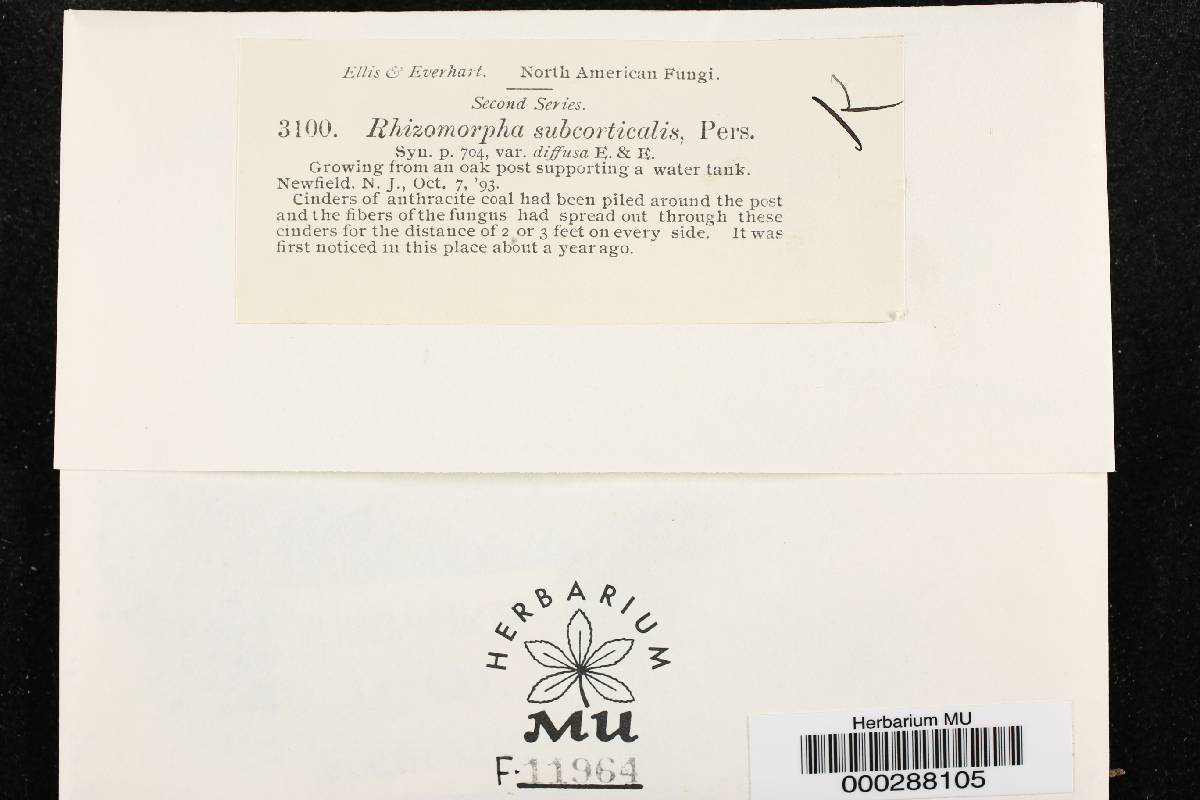 Ellis & Everhart. North American Fungi.
Second Series.
3100. Rhizomorpha subcorticalis, Pers.
Syn. p. 704, var. diffusa E. & E.
Growing from an oak post supporting a water tank.
Newfield, N. J., Oct. 7, '93.
Cinders of anthracite coal had been piled around the post
and the fibers of the fungus had spread out through these
cinders for the distance of 2 or 3 feet on every side. It was
first noticed in this place about a year ago.
K
HERBARIUM
MU
F. 11964
Herbarium MU
000288105